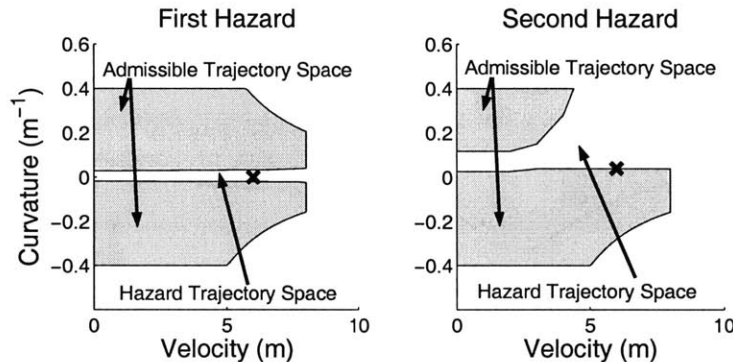 First Hazard
Second Hazard
0.6
0.4
0.2
0
−0.2
−0.4
Curvature (m⁻¹)
Admissible Trajectory Space
Hazard Trajectory Space
0
5
10
Velocity (m)
0.6
0.4
0.2
0
−0.2
−0.4
Admissible Trajectory Space
Hazard Trajectory Space
0
5
10
Velocity (m)